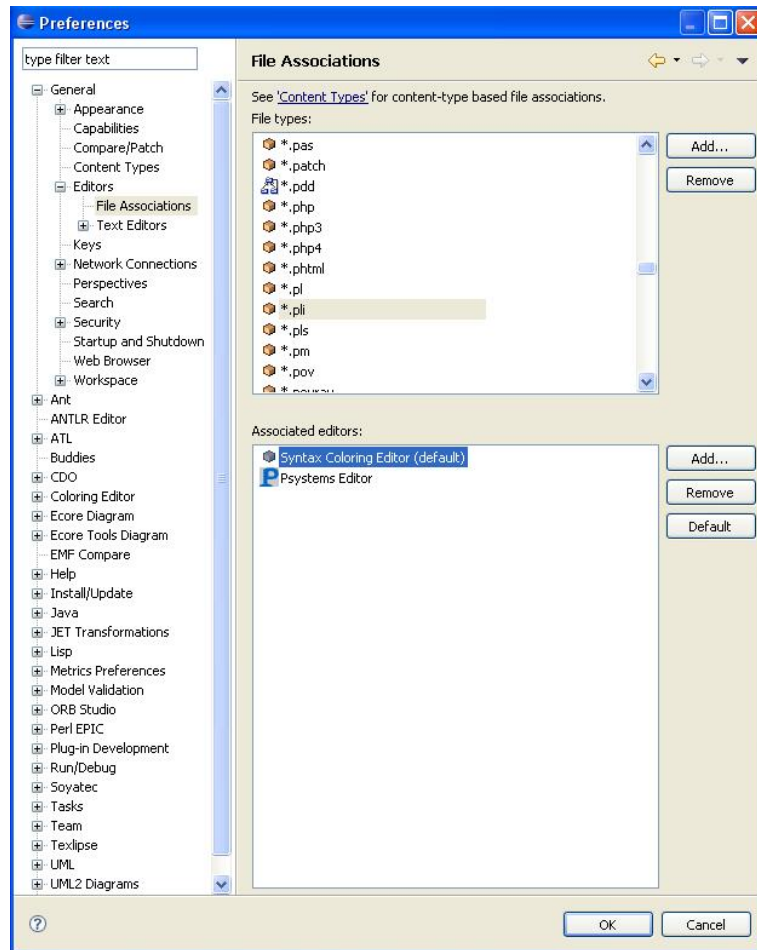 Preferences
type filter text
General
Appearance
Capabilities
Compare/Patch
Content Types
Editors
File Associations
Text Editors
Keys
Network Connections
Perspectives
Search
Security
Startup and Shutdown
Web Browser
Workspace
Ant
ANTLR Editor
ATL
Buddies
CDO
Coloring Editor
Ecore Diagram
Ecore Tools Diagram
EMF Compare
Help
Install/Update
Java
JET Transformations
Lisp
Metrics Preferences
Model Validation
ORB Studio
Perl EPIC
Plug-in Development
Run/Debug
Soyatec
Tasks
Team
Texlipse
UML
UML2 Diagrams
File Associations
See 'Content Types' for content-type based file associations.
File types:
*.pas
*.patch
*.pdd
*.php
*.php3
*.php4
*.phtml
*.pl
*.pli
*.pls
*.pm
*.pov
Add...
Remove
Associated editors:
Syntax Coloring Editor (default)
Psystems Editor
Add...
Remove
Default
OK
Cancel